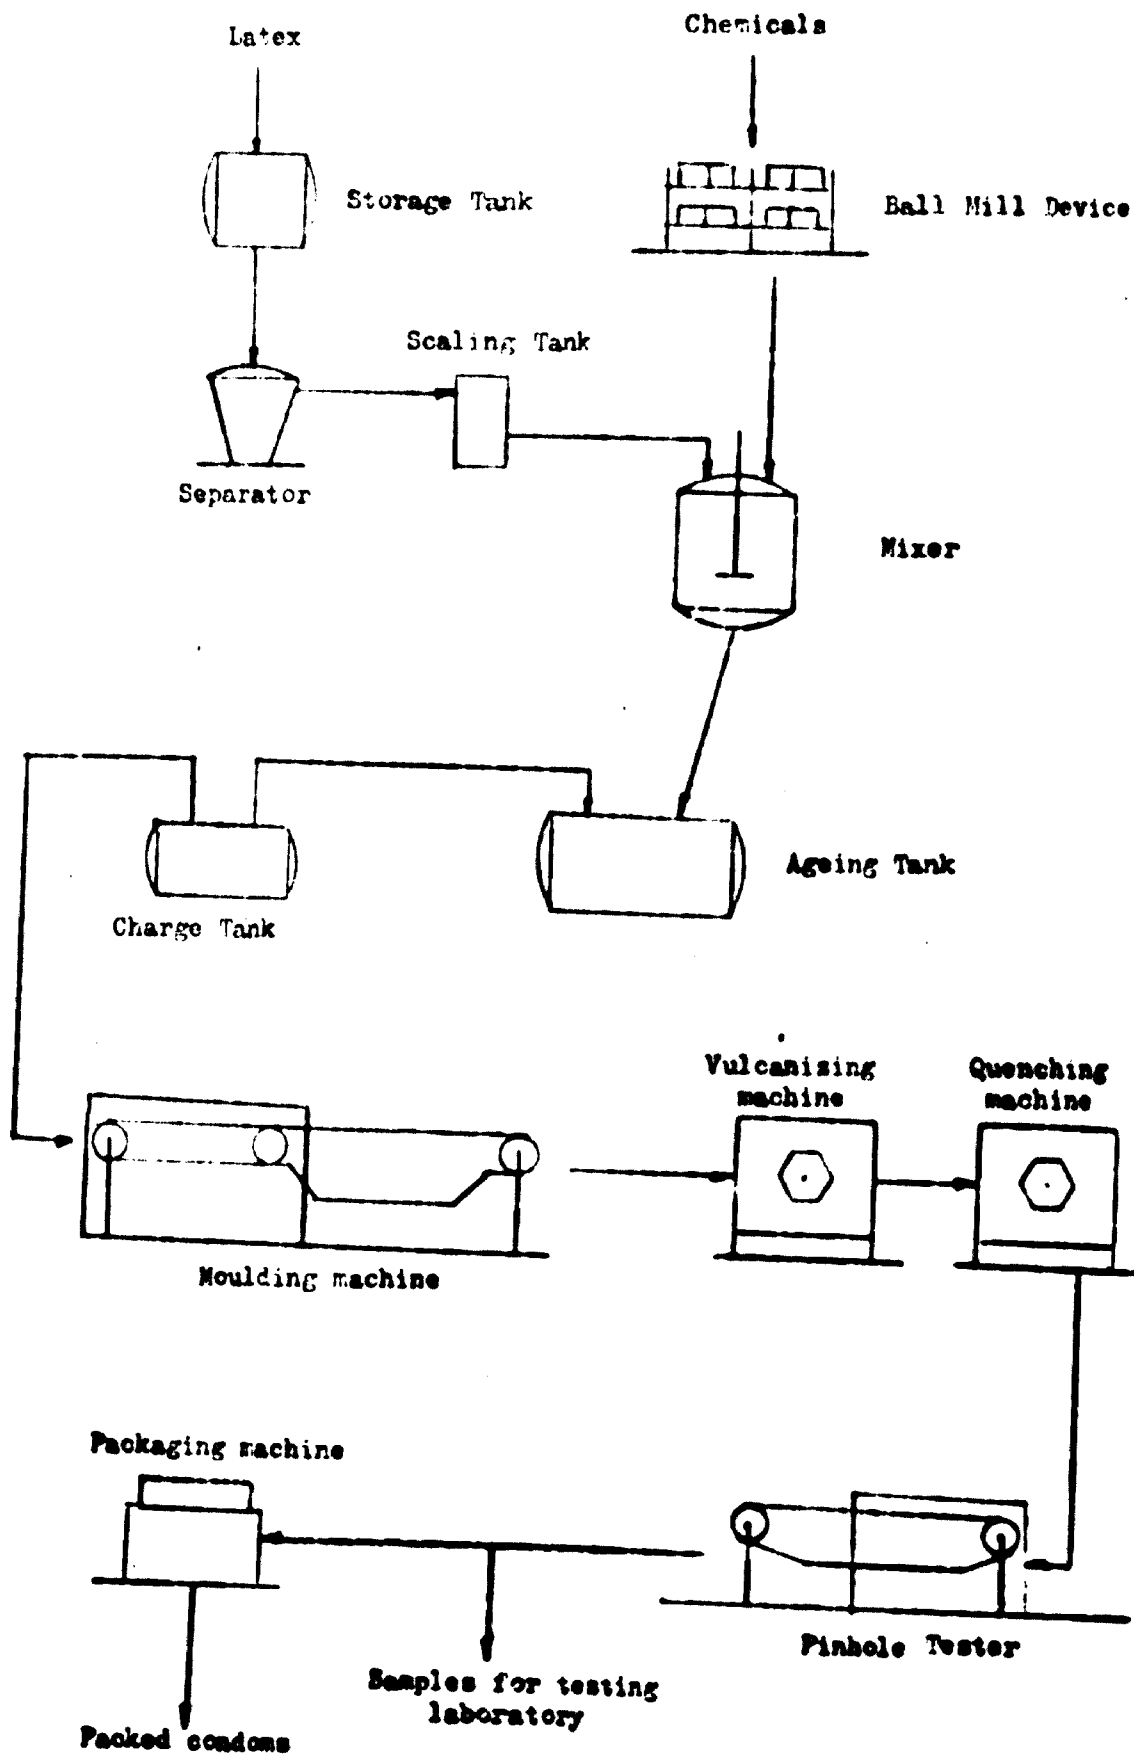 Latex
Chemicals
Storage Tank
Ball Mill Device
Scaling Tank
Separator
Mixer
Ageing Tank
Charge Tank
Vulcanizing
machine
Quenching
machine
Moulding machine
Packaging machine
Pinhole Tester
Samples for testing
laboratory
Packed condoms